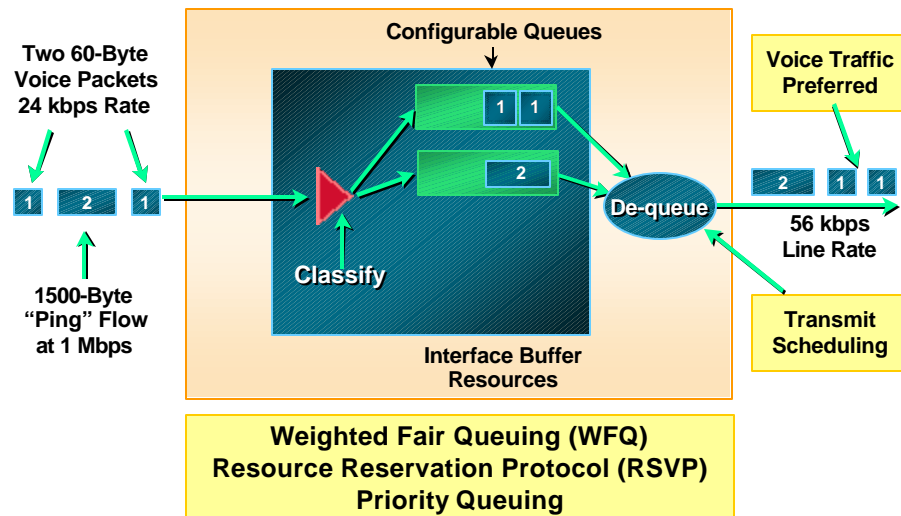 Two 60-Byte
Voice Packets
24 kbps Rate
1
2
1
1500-Byte
“Ping” Flow
at 1 Mbps
Configurable Queues
1
1
2
Classify
De-queue
Interface Buffer
Resources
Voice Traffic
Preferred
2
1
1
56 kbps
Line Rate
Transmit
Scheduling
Weighted Fair Queuing (WFQ)
Resource Reservation Protocol (RSVP)
Priority Queuing